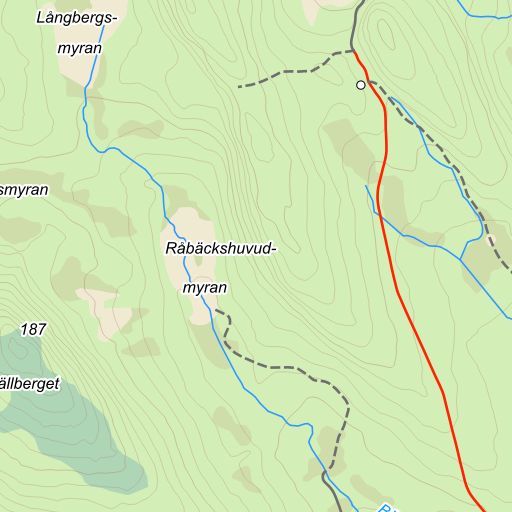 Långbergs-
myran
smyran
Råbäckshuvud-
myran
187
ällberget